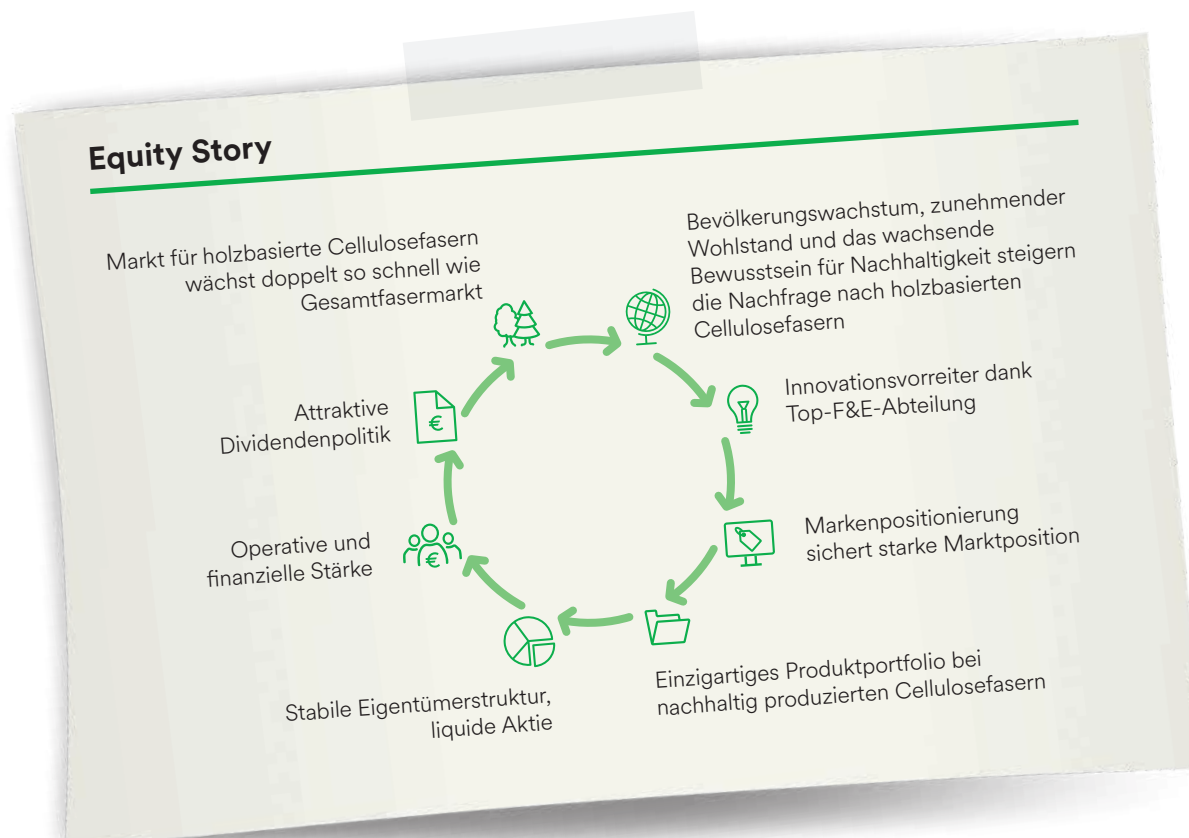 Equity Story
Markt für holzbasierte Cellulosefasern
wächst doppelt so schnell wie
Gesamtfasermarkt
Bevölkerungswachstum, zunehmender
Wohlstand und das wachsende
Bewusstsein für Nachhaltigkeit steigern
die Nachfrage nach holzbasierten
Cellulosefasern
Innovationsvorreiter dank
Top-F&E-Abteilung
Markenpositionierung
sichert starke Marktposition
Einzigartiges Produktportfolio bei
nachhaltig produzierten Cellulosefasern
Stabile Eigentümerstruktur,
liquide Aktie
Operative und
finanzielle Stärke
€
Attraktive
Dividendenpolitik
€